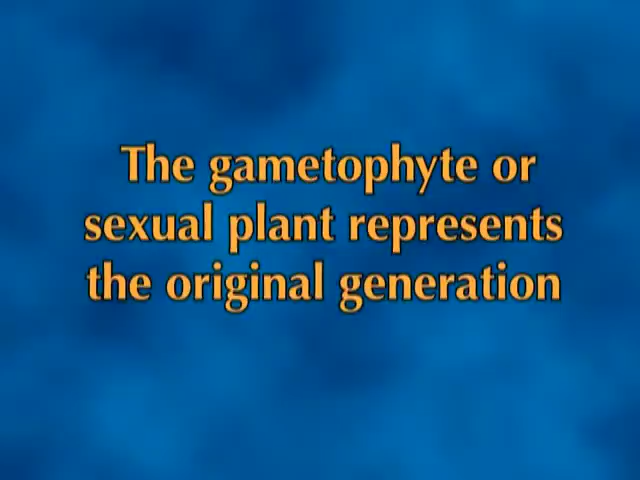 The gametophyte or
sexual plant represents
the original generation